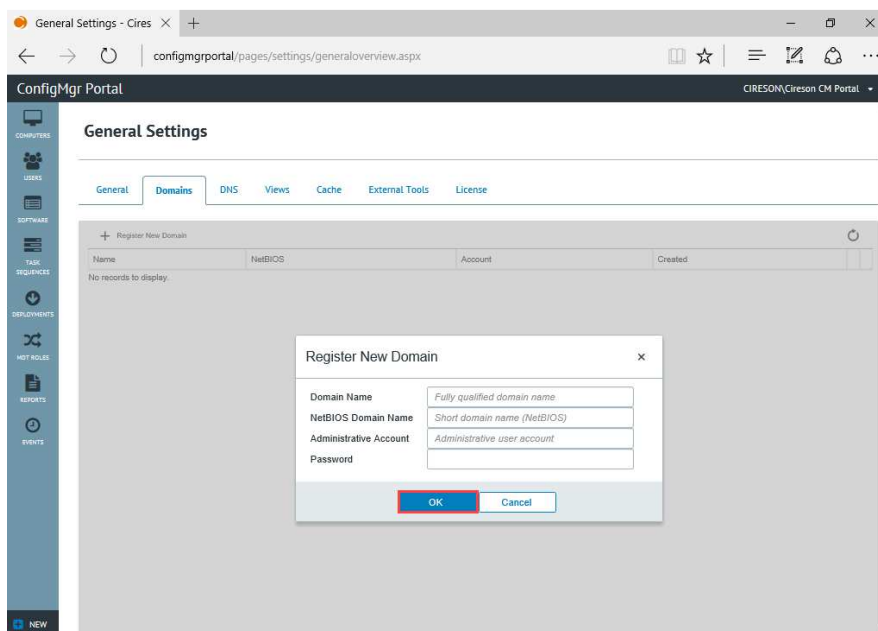 General Settings - Cires
configmgrportal/pages/settings/generaloverview.aspx
ConfigMgr Portal
CIRESON\Cireson CM Portal
COMPUTERS
USERS
SOFTWARE
TASK
SEQUENCES
DEPLOYMENTS
MDT ROLES
REPORTS
EVENTS
NEW
General Settings
General Domains DNS Views Cache External Tools License
Register New Domain
Name NetBIOS Account Created
No records to display.
Register New Domain
Domain Name Fully qualified domain name
NetBIOS Domain Name Short domain name (NetBIOS)
Administrative Account Administrative user account
Password
OK Cancel